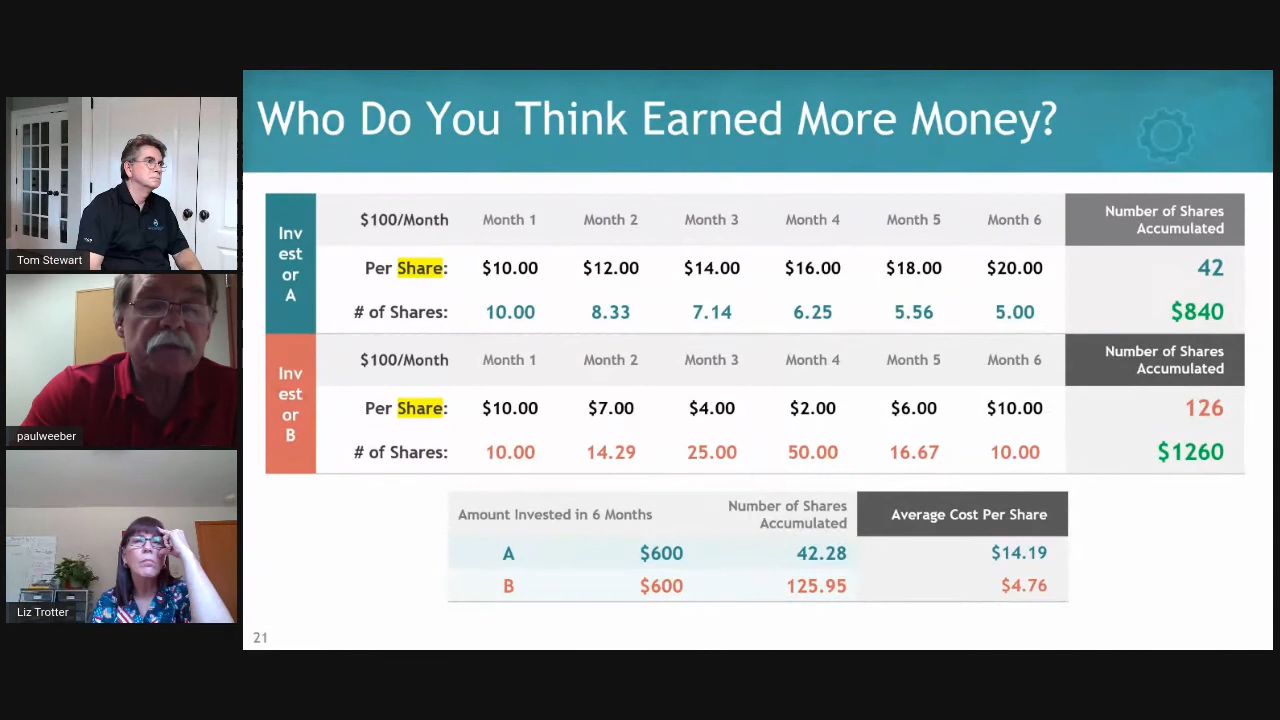 Who Do You Think Earned More Money?
Inv
est
or
A
$100/Month Month 1 Month 2 Month 3 Month 4 Month 5 Month 6 Number of Shares
Accumulated
Per Share: $10.00 $12.00 $14.00 $16.00 $18.00 $20.00 42
# of Shares: 10.00 8.33 7.14 6.25 5.56 5.00 $840
Inv
est
or
B
$100/Month Month 1 Month 2 Month 3 Month 4 Month 5 Month 6 Number of Shares
Accumulated
Per Share: $10.00 $7.00 $4.00 $2.00 $6.00 $10.00 126
# of Shares: 10.00 14.29 25.00 50.00 16.67 10.00 $1260
Amount Invested in 6 Months Number of Shares
Accumulated Average Cost Per Share
A $600 42.28 $14.19
B $600 125.95 $4.76
21
Tom Stewart
paulweeber
Liz Trotter